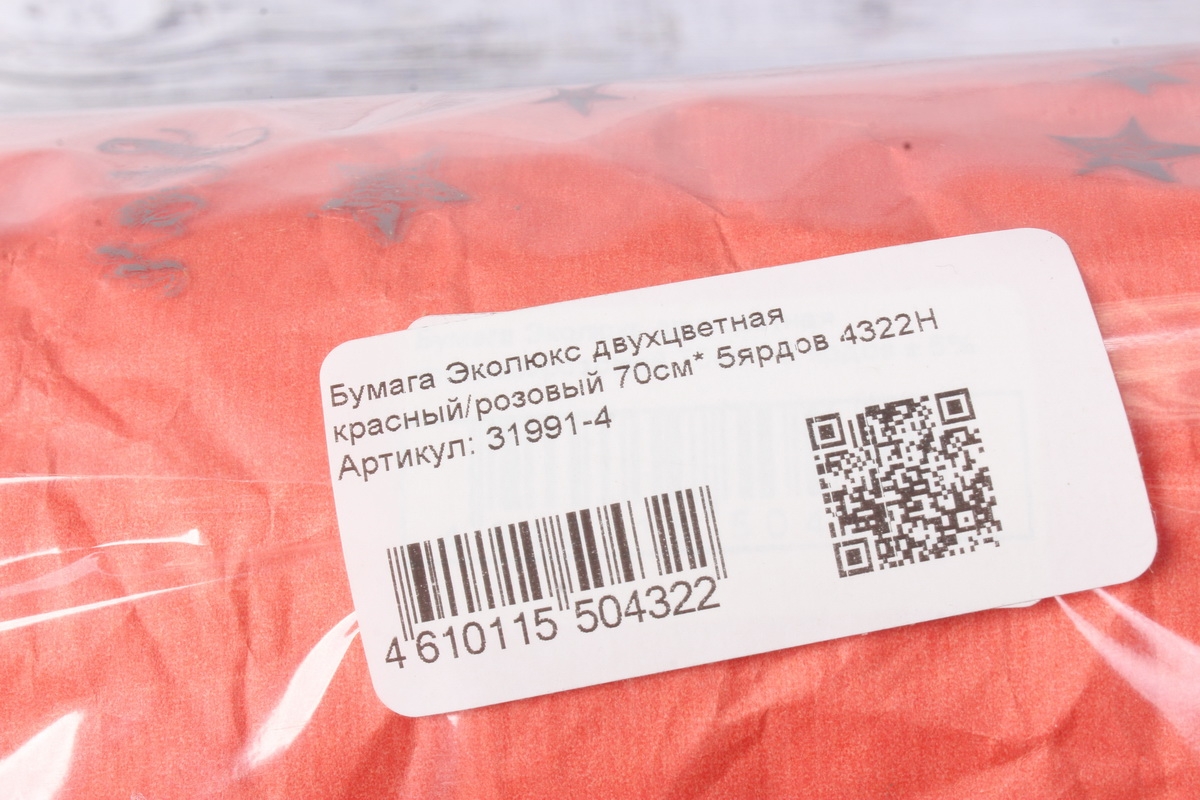 Бумага Эколюкс двухцветная
красный/розовый 70см* 5ярдов 4322Н
Артикул: 31991-4
4 610115 504322